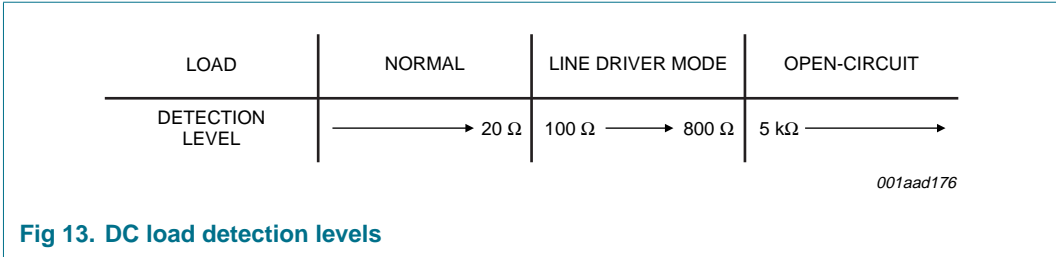 LOAD NORMAL LINE DRIVER MODE OPEN-CIRCUIT
DETECTION LEVEL 20 Ω 100 Ω 800 Ω 5 kΩ
001aad176
Fig 13. DC load detection levels